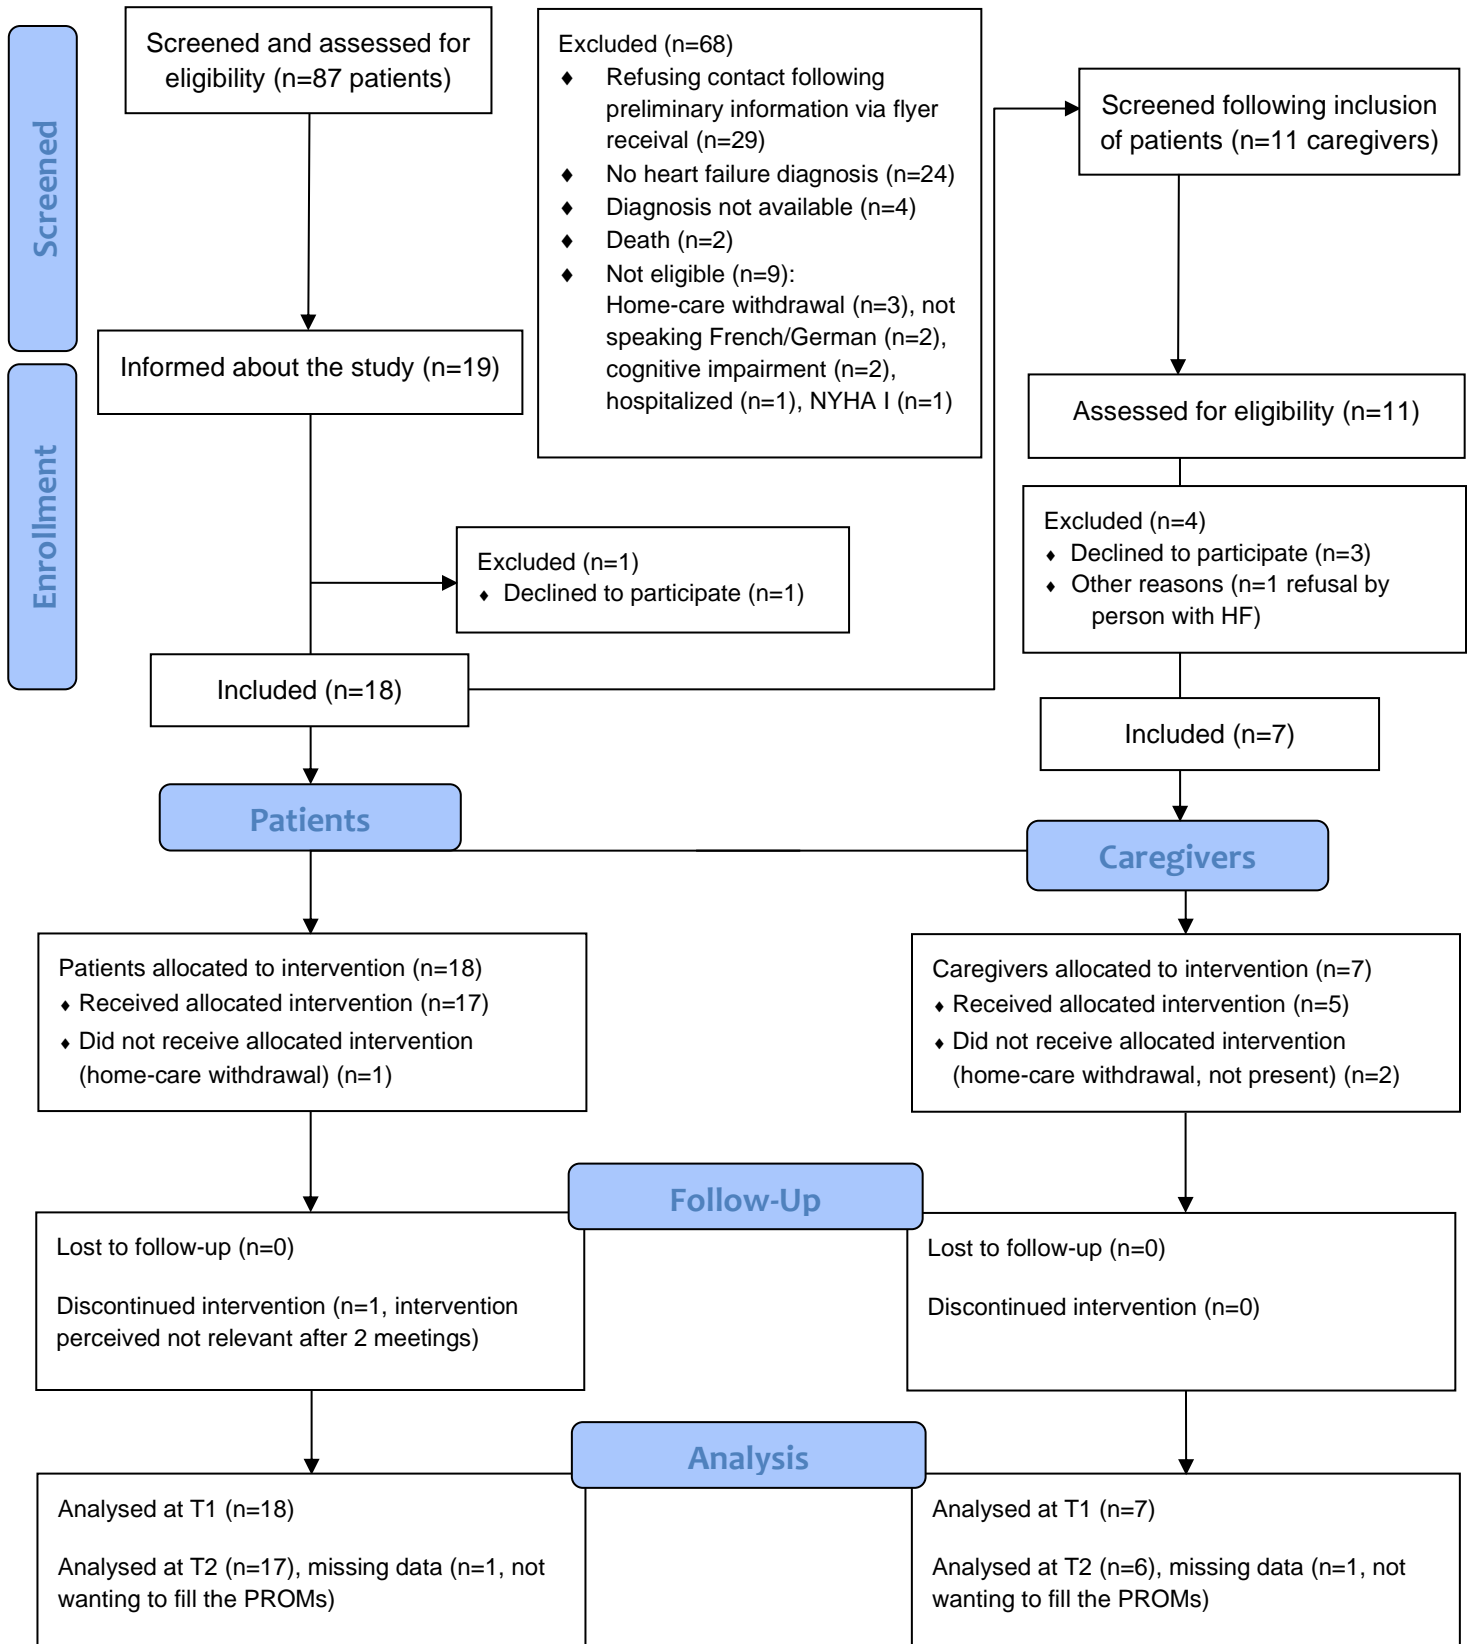 Screened
Screened and assessed for
eligibility (n=87 patients)
Excluded (n=68)
♦ Refusing contact following
preliminary information via flyer
receival (n=29)
♦ No heart failure diagnosis (n=24)
♦ Diagnosis not available (n=4)
♦ Death (n=2)
♦ Not eligible (n=9):
Home-care withdrawal (n=3), not
speaking French/German (n=2),
cognitive impairment (n=2),
hospitalized (n=1), NYHA I (n=1)
Screened following inclusion
of patients (n=11 caregivers)
Informed about the study (n=19)
Enrollment
Assessed for eligibility (n=11)
Excluded (n=1)
♦ Declined to participate (n=1)
Excluded (n=4)
♦ Declined to participate (n=3)
♦ Other reasons (n=1 refusal by
person with HF)
Included (n=18)
Included (n=7)
Patients
Caregivers
Patients allocated to intervention (n=18)
♦ Received allocated intervention (n=17)
♦ Did not receive allocated intervention
(home-care withdrawal) (n=1)
Caregivers allocated to intervention (n=7)
♦ Received allocated intervention (n=5)
♦ Did not receive allocated intervention
(home-care withdrawal, not present) (n=2)
Follow-Up
Lost to follow-up (n=0)
Discontinued intervention (n=1, intervention
perceived not relevant after 2 meetings)
Lost to follow-up (n=0)
Discontinued intervention (n=0)
Analysis
Analysed at T1 (n=18)
Analysed at T2 (n=17), missing data (n=1, not
wanting to fill the PROMs)
Analysed at T1 (n=7)
Analysed at T2 (n=6), missing data (n=1, not
wanting to fill the PROMs)